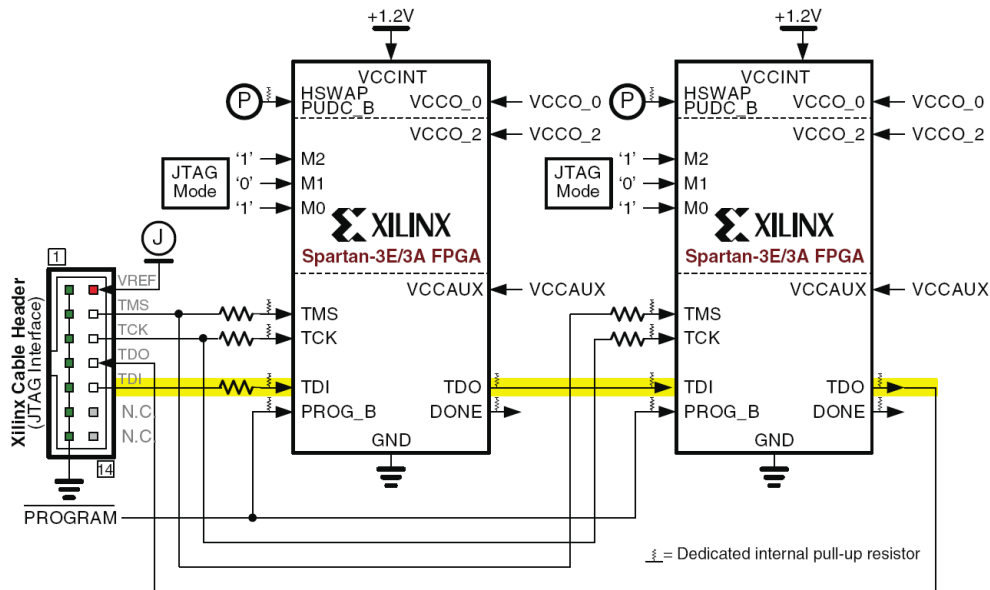 +1.2V
VCCINT
P
HSWAP
PUDC_B
VCCO_0
VCCO_0
VCCO_2
VCCO_2
JTAG
Mode
‘1’
M2
‘0’
M1
‘1’
M0
XILINX
Spartan-3E/3A FPGA
VCCAUX
VCCAUX
TMS
TCK
TDI
TDO
PROG_B
DONE
GND
+1.2V
VCCINT
P
HSWAP
PUDC_B
VCCO_0
VCCO_0
VCCO_2
VCCO_2
JTAG
Mode
‘1’
M2
‘0’
M1
‘1’
M0
XILINX
Spartan-3E/3A FPGA
VCCAUX
VCCAUX
TMS
TCK
TDI
TDO
PROG_B
DONE
GND
J
1
Xilinx Cable Header
(JTAG Interface)
VREF
TMS
TCK
TDO
TDI
N.C.
N.C.
14
PROGRAM
= Dedicated internal pull-up resistor